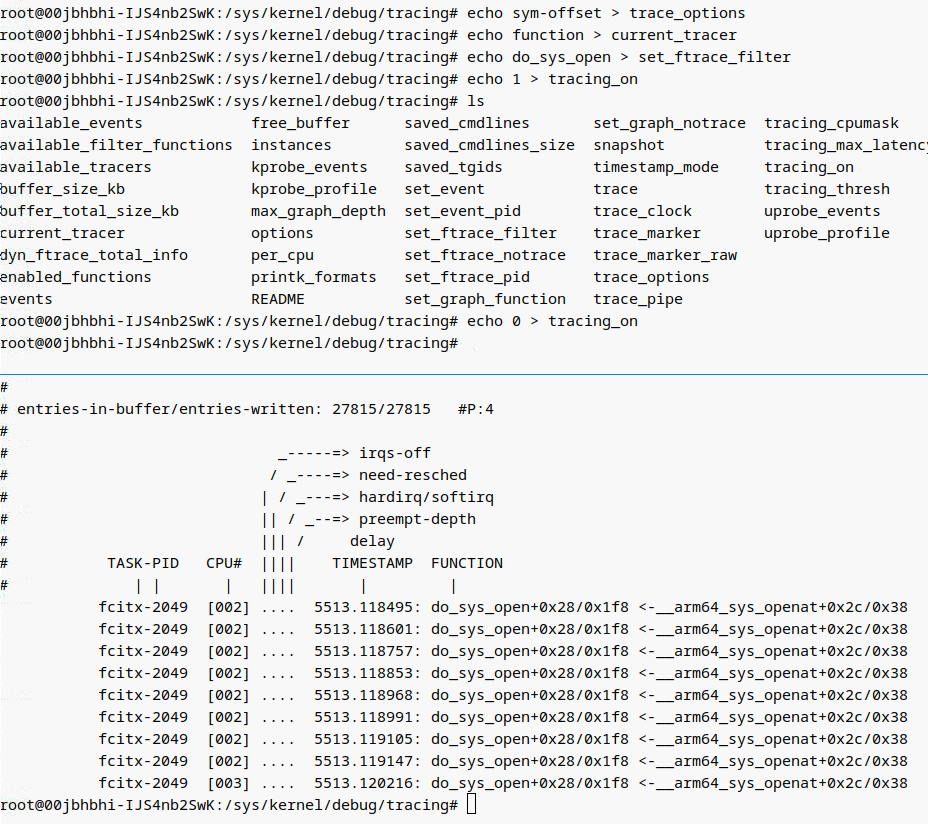 root@00jbhbhi-IJS4nb2SwK:/sys/kernel/debug/tracing# echo sym-offset > trace_options
root@00jbhbhi-IJS4nb2SwK:/sys/kernel/debug/tracing# echo function > current_tracer
root@00jbhbhi-IJS4nb2SwK:/sys/kernel/debug/tracing# echo do_sys_open > set_ftrace_filter
root@00jbhbhi-IJS4nb2SwK:/sys/kernel/debug/tracing# echo 1 > tracing_on
root@00jbhbhi-IJS4nb2SwK:/sys/kernel/debug/tracing# ls
available_events            free_buffer      saved_cmdlines       set_graph_notrace  tracing_cpumask
available_filter_functions  instances        saved_cmdlines_size  snapshot           tracing_max_latency
available_tracers           kprobe_events    saved_tgids          timestamp_mode     tracing_on
buffer_size_kb              kprobe_profile   set_event            trace              tracing_thresh
buffer_total_size_kb        max_graph_depth  set_event_pid        trace_clock        uprobe_events
current_tracer              options          set_ftrace_filter    trace_marker       uprobe_profile
dyn_ftrace_total_info       per_cpu          set_ftrace_notrace   trace_marker_raw
enabled_functions           printk_formats   set_ftrace_pid       trace_options
events                      README           set_graph_function   trace_pipe
root@00jbhbhi-IJS4nb2SwK:/sys/kernel/debug/tracing# echo 0 > tracing_on
root@00jbhbhi-IJS4nb2SwK:/sys/kernel/debug/tracing#
#
# entries-in-buffer/entries-written: 27815/27815   #P:4
#
#                              _-----=> irqs-off
#                             / _----=> need-resched
#                            | / _---=> hardirq/softirq
#                            || / _--=> preempt-depth
#                            ||| /     delay
#           TASK-PID   CPU#  ||||    TIMESTAMP  FUNCTION
#              | |       |   ||||       |         |
           fcitx-2049  [002] ....  5513.118495: do_sys_open+0x28/0x1f8 <-__arm64_sys_openat+0x2c/0x38
           fcitx-2049  [002] ....  5513.118601: do_sys_open+0x28/0x1f8 <-__arm64_sys_openat+0x2c/0x38
           fcitx-2049  [002] ....  5513.118757: do_sys_open+0x28/0x1f8 <-__arm64_sys_openat+0x2c/0x38
           fcitx-2049  [002] ....  5513.118853: do_sys_open+0x28/0x1f8 <-__arm64_sys_openat+0x2c/0x38
           fcitx-2049  [002] ....  5513.118968: do_sys_open+0x28/0x1f8 <-__arm64_sys_openat+0x2c/0x38
           fcitx-2049  [002] ....  5513.118991: do_sys_open+0x28/0x1f8 <-__arm64_sys_openat+0x2c/0x38
           fcitx-2049  [002] ....  5513.119105: do_sys_open+0x28/0x1f8 <-__arm64_sys_openat+0x2c/0x38
           fcitx-2049  [002] ....  5513.119147: do_sys_open+0x28/0x1f8 <-__arm64_sys_openat+0x2c/0x38
           fcitx-2049  [003] ....  5513.120216: do_sys_open+0x28/0x1f8 <-__arm64_sys_openat+0x2c/0x38
root@00jbhbhi-IJS4nb2SwK:/sys/kernel/debug/tracing#